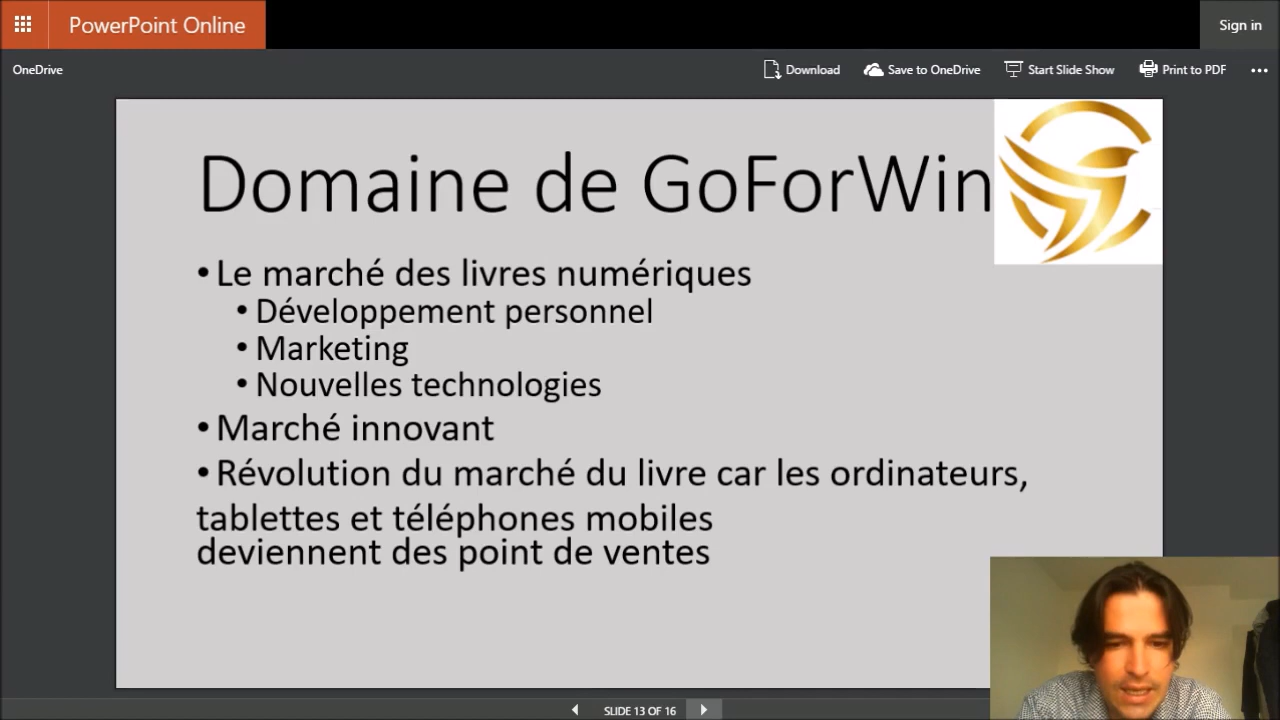 PowerPoint Online
Sign in
OneDrive
Download
Save to OneDrive
Start Slide Show
Print to PDF
Domaine de GoForWin
• Le marché des livres numériques
• Développement personnel
• Marketing
• Nouvelles technologies
• Marché innovant
• Révolution du marché du livre car les ordinateurs,
tablettes et téléphones mobiles
deviennent des point de ventes
SLIDE 13 OF 16